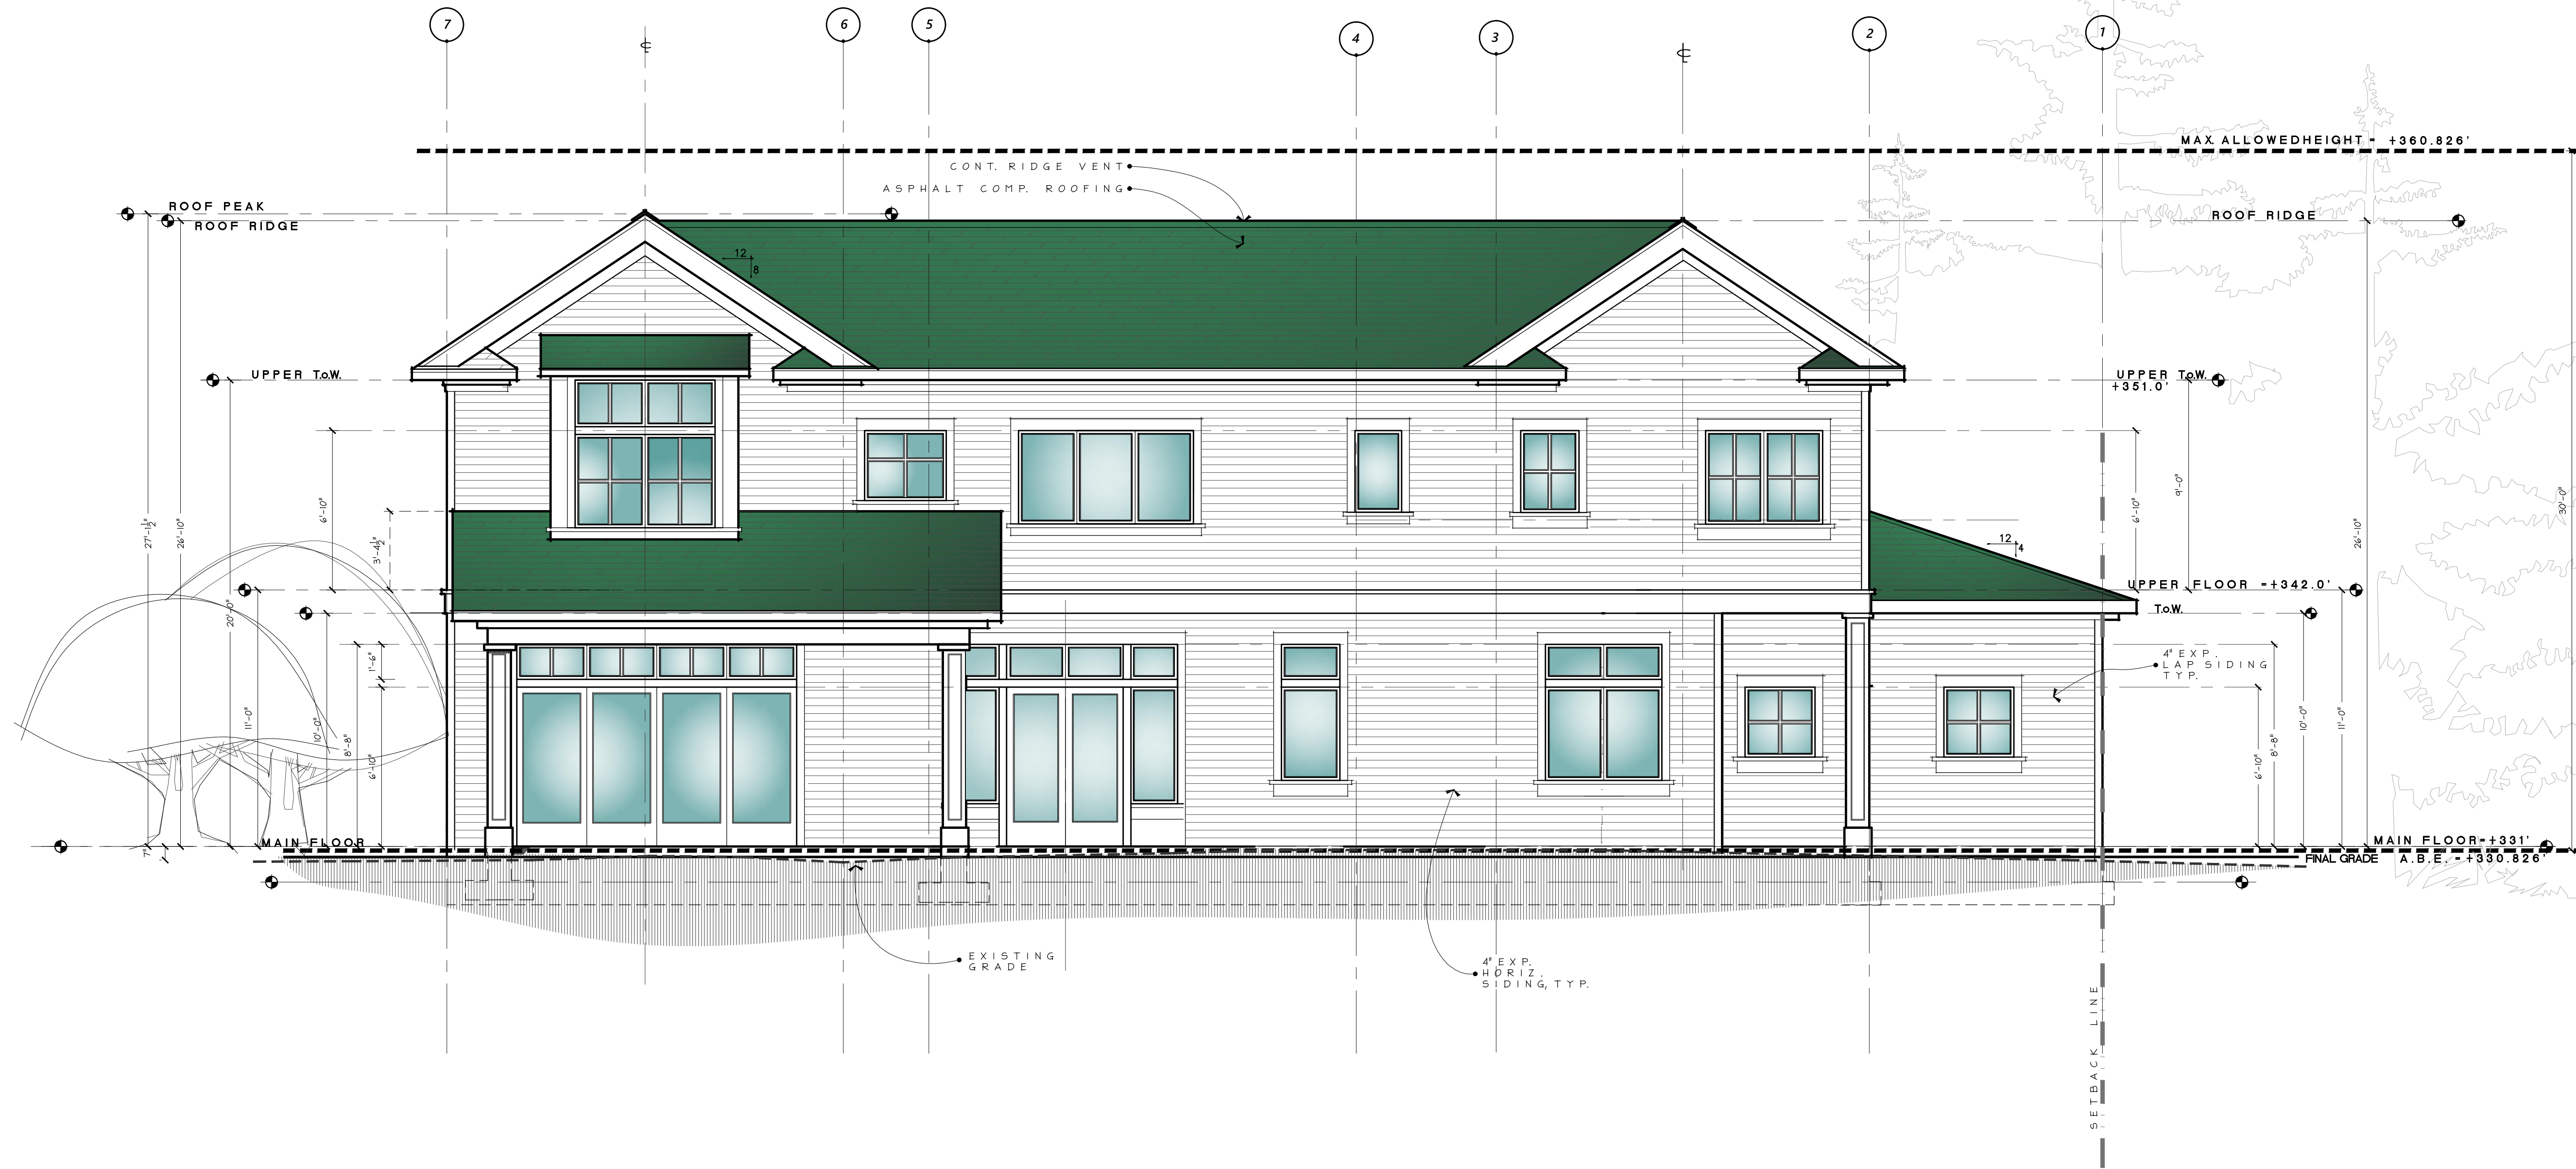 7
6
5
4
3
2
1
MAX. ALLOWEDHEIGHT = +360.826'
CONT. RIDGE VENT
ASPHALT COMP. ROOFING
ROOF PEAK
ROOF RIDGE
ROOF RIDGE
12
8
UPPER T.o.W.
UPPER T.o.W.
+351.0'
27'-1½"
26'-10"
20'-0"
6'-10"
3'-4½"
11'-0"
10'-0"
8'-8"
1'-6"
6'-10"
7"
6'-10"
9'-0"
26'-10"
30'-0"
12
4
UPPER FLOOR =+342.0'
T.o.W.
4" EXP.
LAP SIDING
TYP.
6'-10"
8'-8"
10'-0"
11'-0"
MAIN FLOOR
MAIN FLOOR=+331'
FINAL GRADE
A.B.E. = +330.826'
EXISTING
GRADE
4" EXP.
HORIZ.
SIDING, TYP.
SETBACK LINE